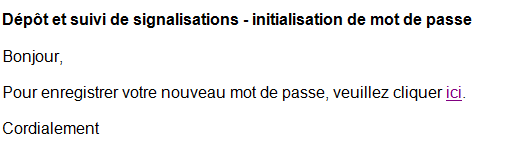 Dépôt et suivi de signalisations - initialisation de mot de passe
Bonjour,
Pour enregistrer votre nouveau mot de passe, veuillez cliquer ici.
Cordialement